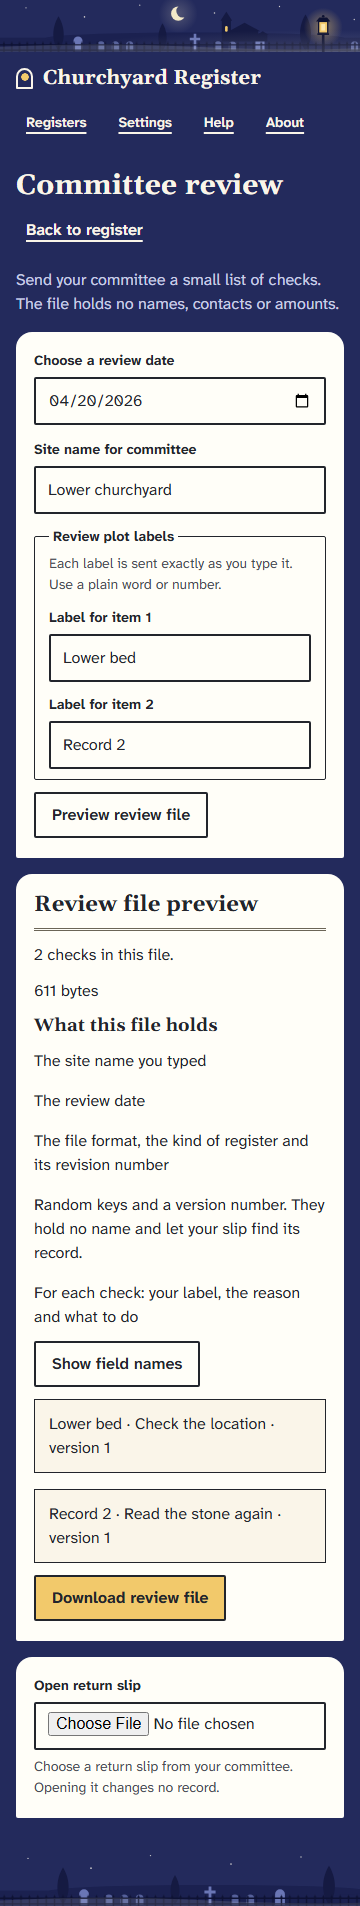 Churchyard Register
Registers Settings Help About
Committee review
Back to register
Send your committee a small list of checks.
The file holds no names, contacts or amounts.
Choose a review date
04/20/2026
Site name for committee
Lower churchyard
Review plot labels
Each label is sent exactly as you type it.
Use a plain word or number.
Label for item 1
Lower bed
Label for item 2
Record 2
Preview review file
Review file preview
2 checks in this file.
611 bytes
What this file holds
The site name you typed
The review date
The file format, the kind of register and
its revision number
Random keys and a version number. They
hold no name and let your slip find its
record.
For each check: your label, the reason
and what to do
Show field names
Lower bed · Check the location ·
version 1
Record 2 · Read the stone again ·
version 1
Download review file
Open return slip
Choose File No file chosen
Choose a return slip from your committee.
Opening it changes no record.